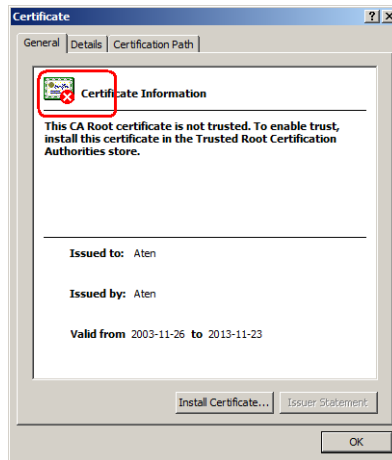 Certificate
General Details Certification Path
Certificate Information
This CA Root certificate is not trusted. To enable trust,
install this certificate in the Trusted Root Certification
Authorities store.
Issued to: Aten
Issued by: Aten
Valid from 2003-11-26 to 2013-11-23
Install Certificate... Issuer Statement
OK